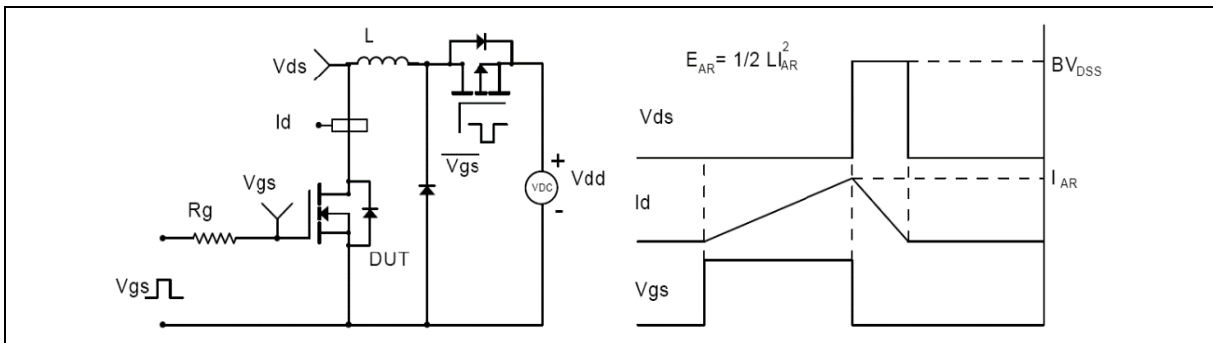 L
Vds
Id
Vgs
Rg
Vgs
DUT
Vgs
VDC
+
-
Vdd
E_AR = 1/2 LI_AR^2
BV_DSS
Vds
I_AR
Id
Vgs